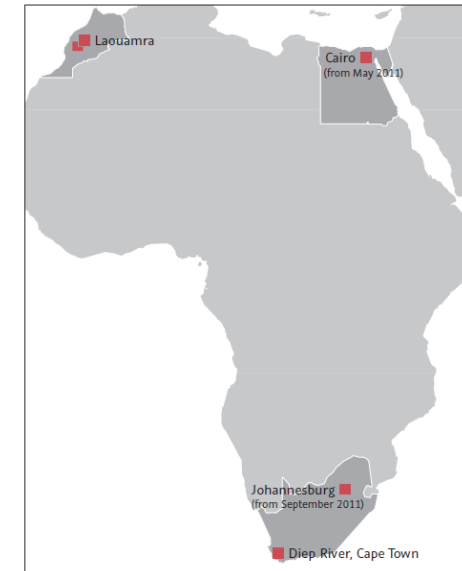 Laouamra
Cairo
(from May 2011)
Johannesburg
(from September 2011)
Diep River, Cape Town